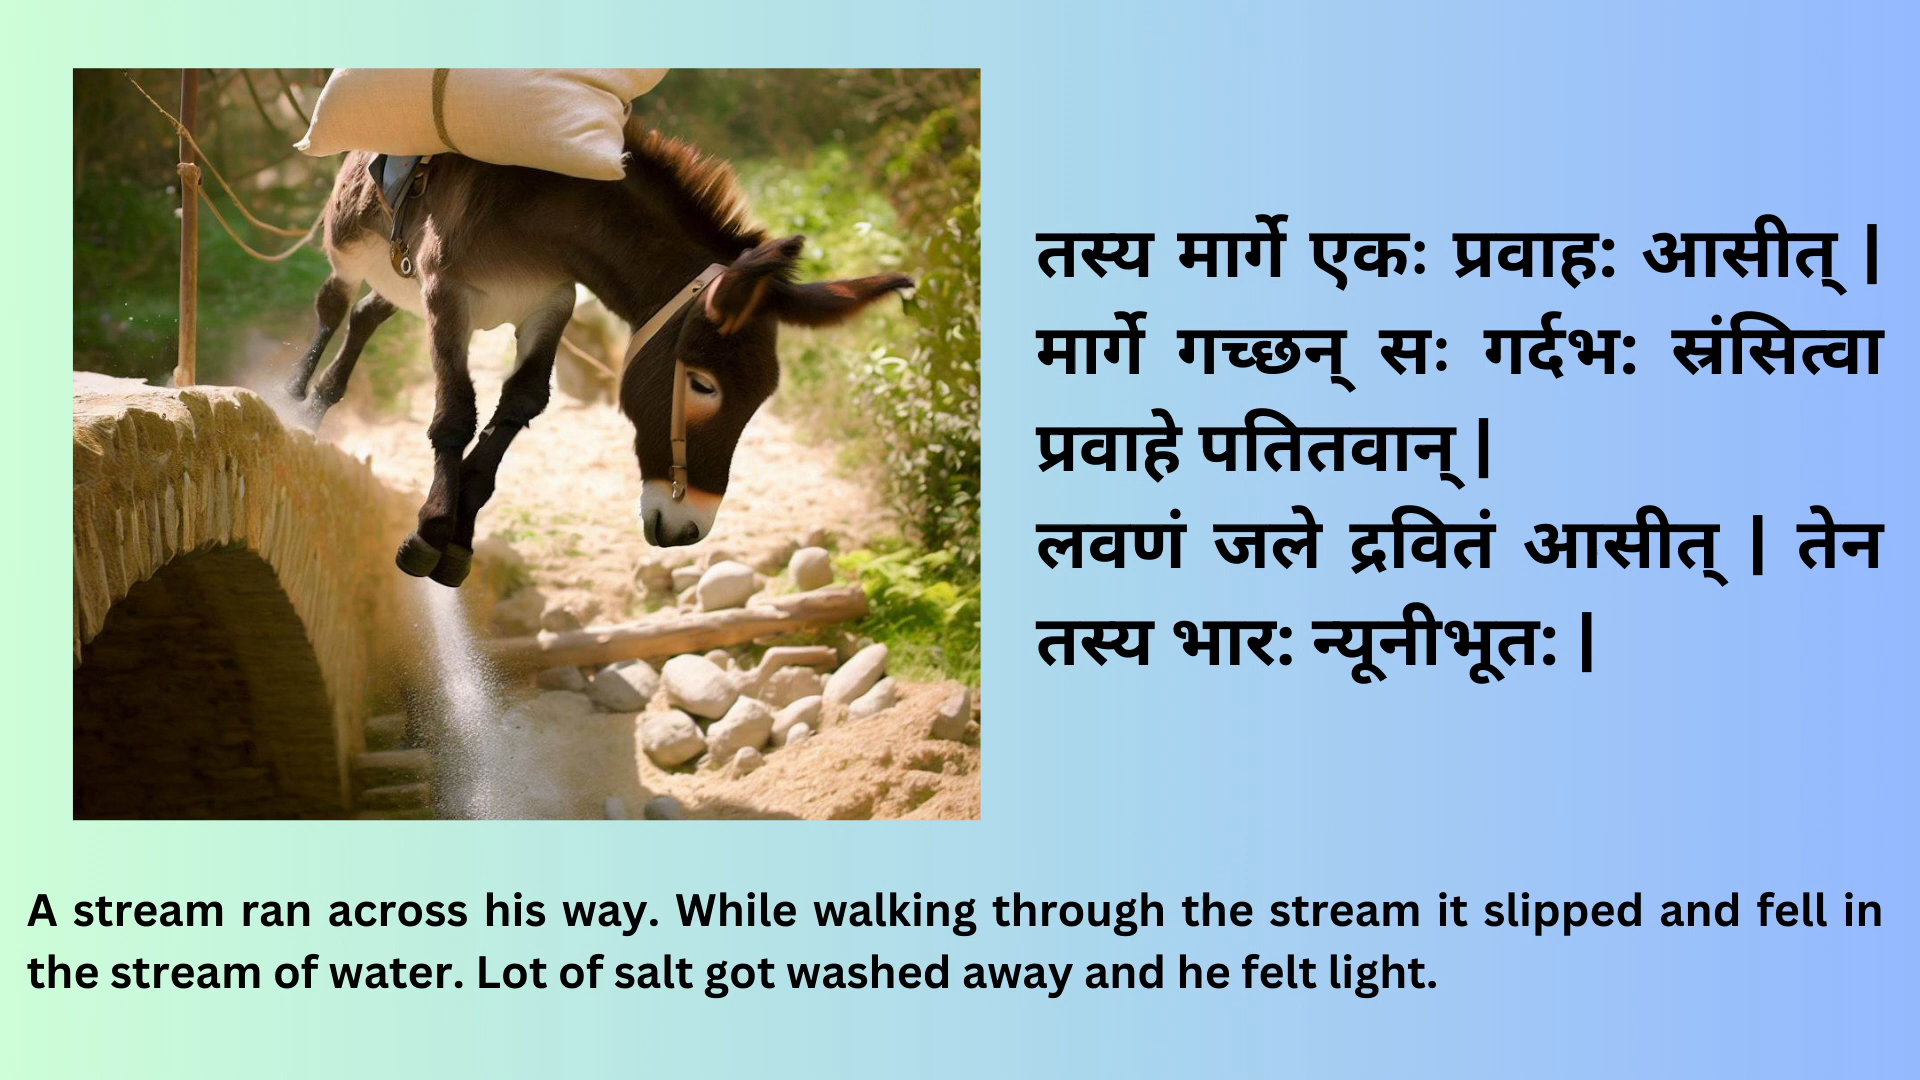 तस्य मार्गे एकः प्रवाह: आसीत् |
मार्गे गच्छन् सः गर्दभ: स्रंसित्वा
प्रवाहे पतितवान् |
लवणं जले द्रवितं आसीत् | तेन
तस्य भार: न्यूनीभूत: |
A stream ran across his way. While walking through the stream it slipped and fell in
the stream of water. Lot of salt got washed away and he felt light.